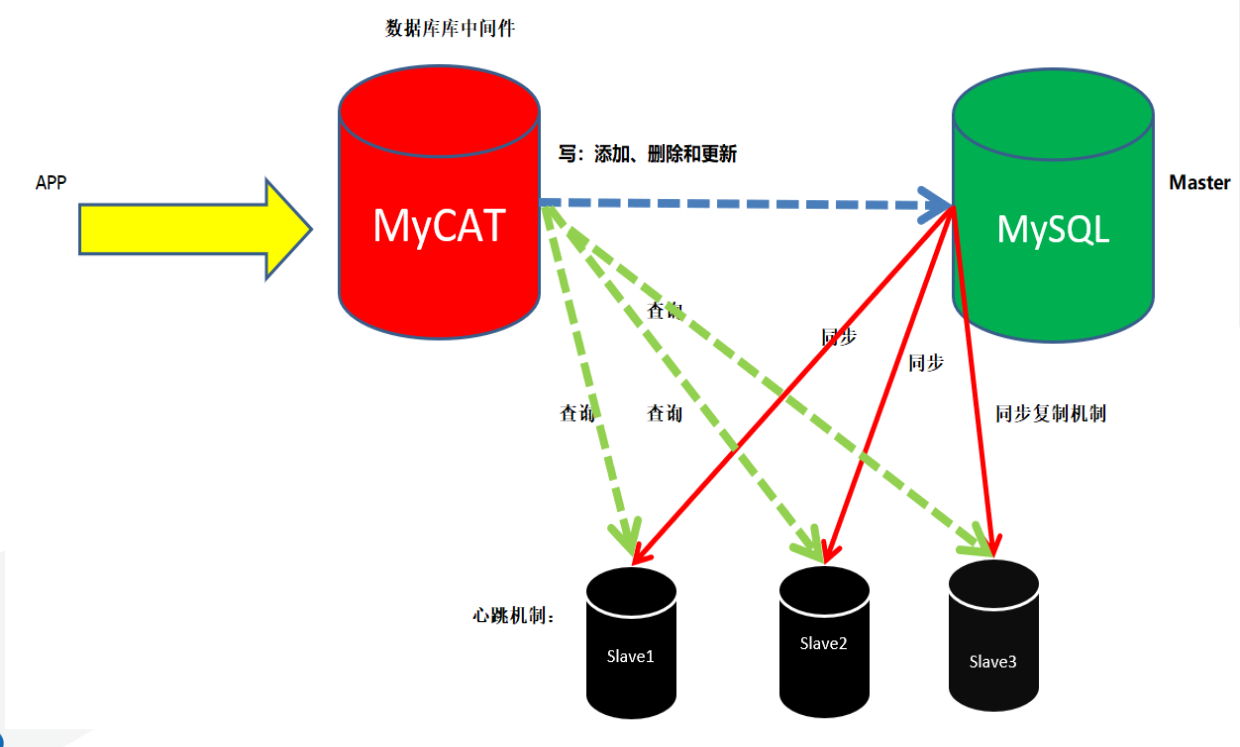 数据库库中间件
写：添加、删除和更新
APP
Master
MyCAT
MySQL
查询
同步
同步
查询
查询
同步复制机制
心跳机制：
Slave1
Slave2
Slave3